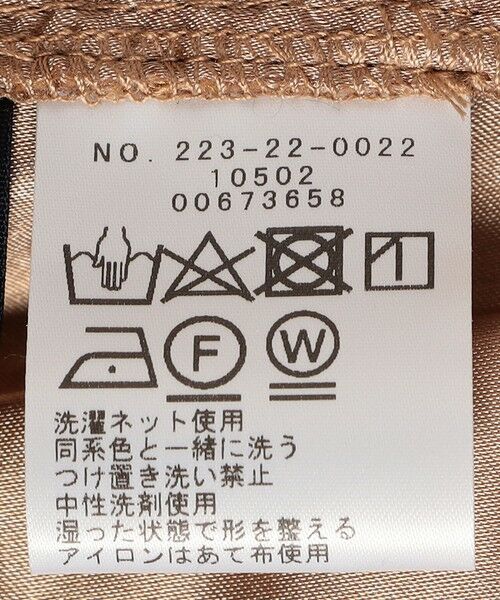 NO. 223-22-0022
10502
00673658
F
W
洗濯ネット使用
同系色と一緒に洗う
つけ置き洗い禁止
中性洗剤使用
湿った状態で形を整える
アイロンはあて布使用